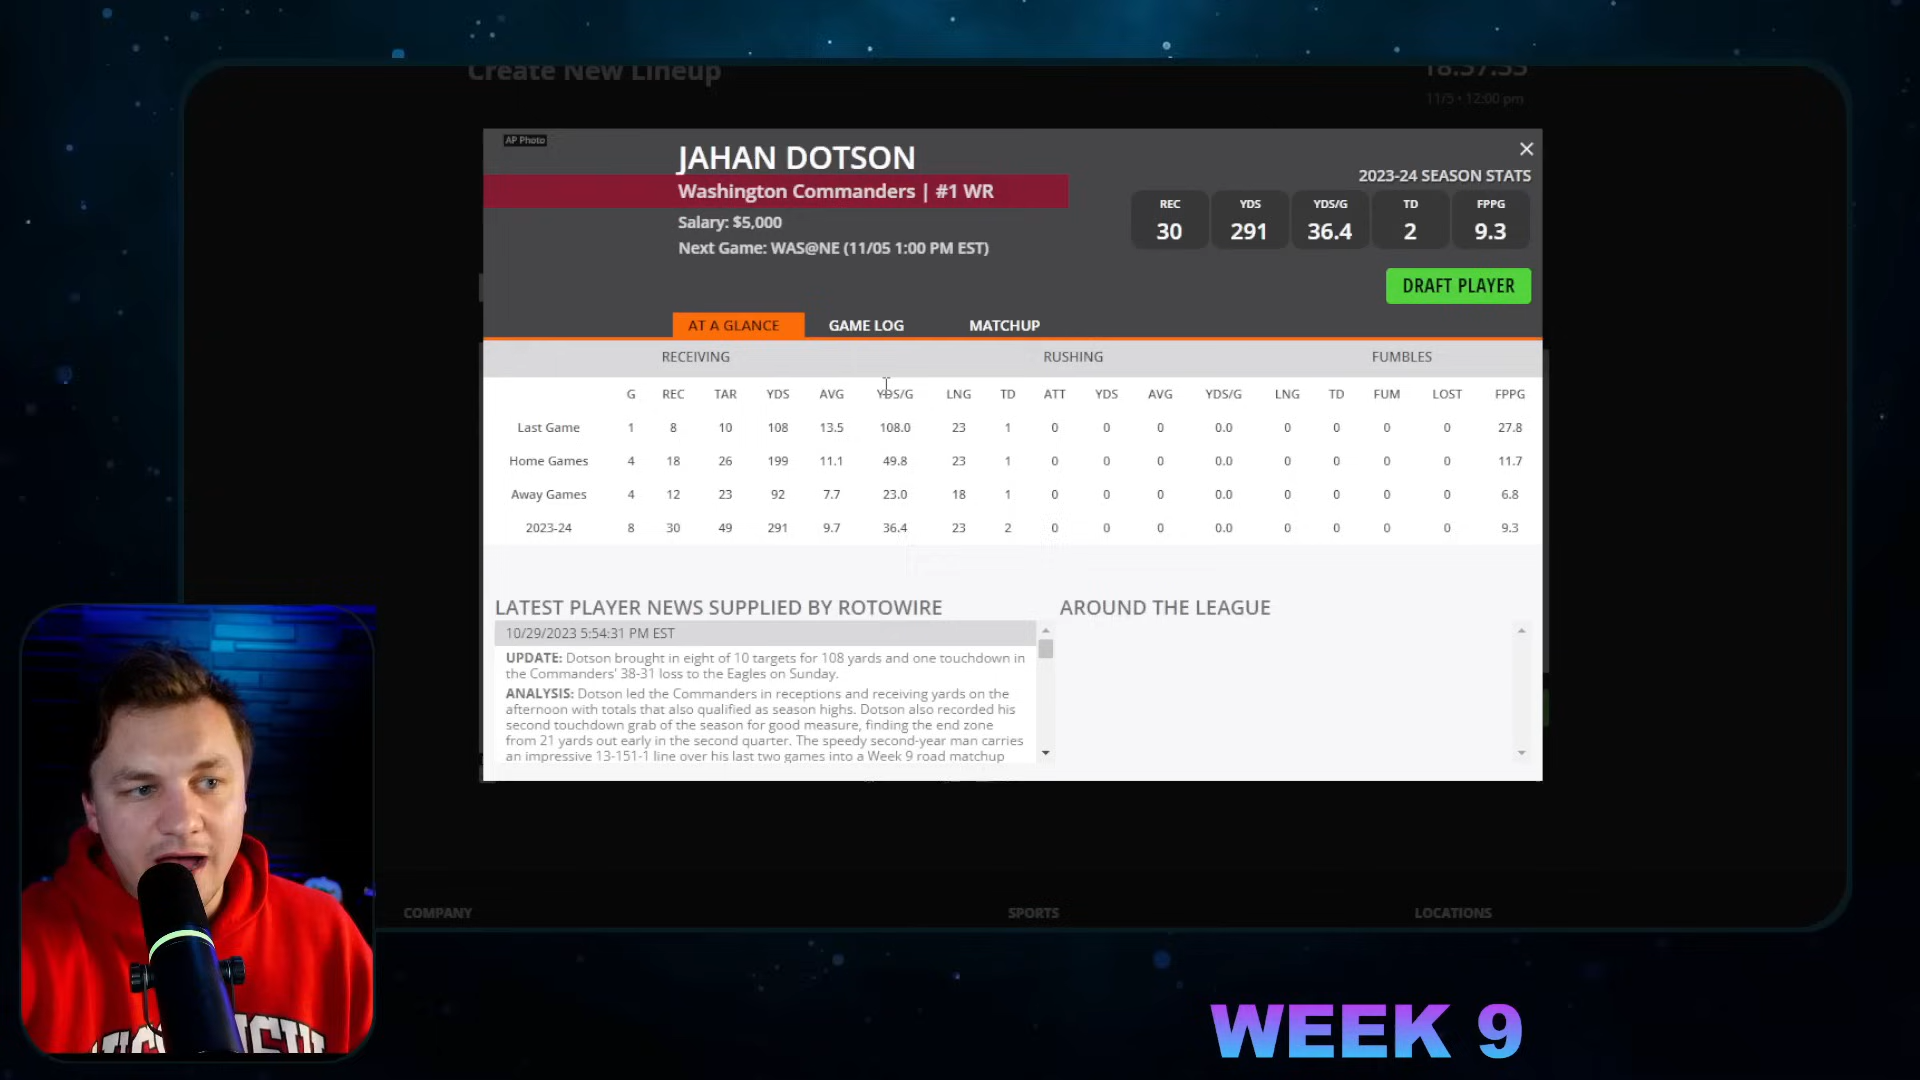 Create New Lineup
18:57:55
11/5 • 12:00 pm
AP Photo
JAHAN DOTSON
Washington Commanders | #1 WR
Salary: $5,000
Next Game: WAS@NE (11/05 1:00 PM EST)
2023-24 SEASON STATS
REC YDS YDS/G TD FPPG
30 291 36.4 2 9.3
DRAFT PLAYER
AT A GLANCE GAME LOG MATCHUP
RECEIVING RUSHING FUMBLES
G REC TAR YDS AVG YDS/G LNG TD ATT YDS AVG YDS/G LNG TD FUM LOST FPPG
Last Game 1 8 10 108 13.5 108.0 23 1 0 0 0 0.0 0 0 0 0 27.8
Home Games 4 18 26 199 11.1 49.8 23 1 0 0 0 0.0 0 0 0 0 11.7
Away Games 4 12 23 92 7.7 23.0 18 1 0 0 0 0.0 0 0 0 0 6.8
2023-24 8 30 49 291 9.7 36.4 23 2 0 0 0 0.0 0 0 0 0 9.3
LATEST PLAYER NEWS SUPPLIED BY ROTOWIRE
10/29/2023 5:54:31 PM EST
UPDATE: Dotson brought in eight of 10 targets for 108 yards and one touchdown in
the Commanders' 38-31 loss to the Eagles on Sunday.
ANALYSIS: Dotson led the Commanders in receptions and receiving yards on the
afternoon with totals that also qualified as season highs. Dotson also recorded his
second touchdown grab of the season for good measure, finding the end zone
from 21 yards out early in the second quarter. The speedy second-year man carries
an impressive 13-151-1 line over his last two games into a Week 9 road matchup
AROUND THE LEAGUE
COMPANY SPORTS LOCATIONS
WEEK 9